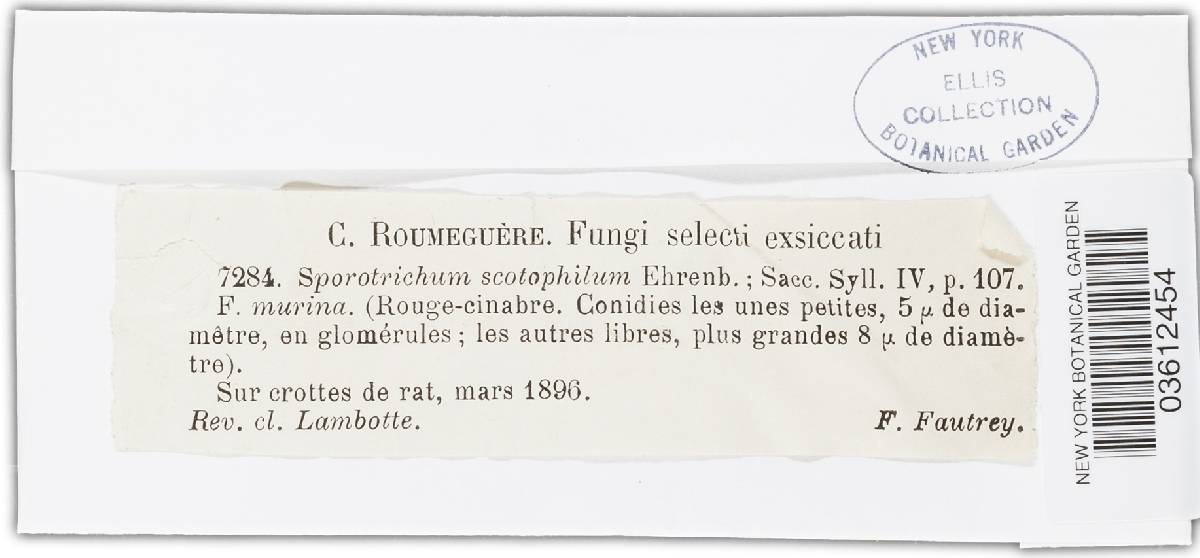 NEW YORK
ELLIS
COLLECTION
BOTANICAL GARDEN
C. ROUMEGUÈRE. Fungi selecti exsiccati
7284. Sporotrichum scotophilum Ehrenb. ; Sacc. Syll. IV, p. 107.
F. murina. (Rouge-cinabre. Conidies les unes petites, 5 μ de dia-
mètre, en glomérules ; les autres libres, plus grandes 8 μ de diamè-
tre).
Sur crottes de rat, mars 1896.
Rev. cl. Lambotte. F. Fautrey.
NEW YORK BOTANICAL GARDEN
03612454